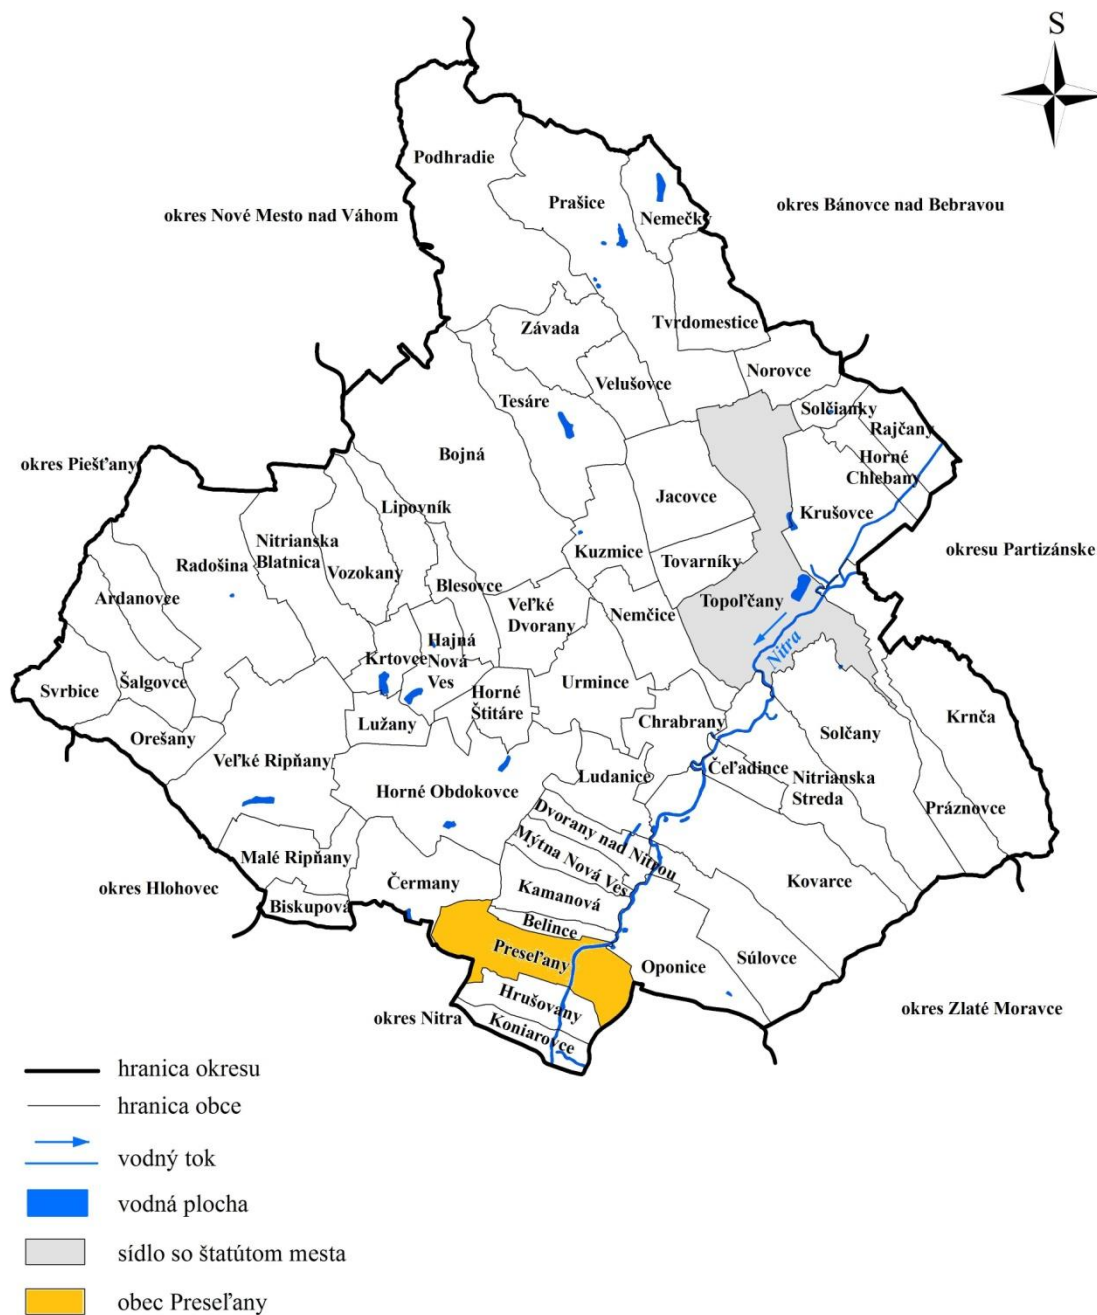 S
Podhradie
Prašice
Nemečky
okres Nové Mesto nad Váhom
okres Bánovce nad Bebravou
Závada
Tvrdomestice
Velušovce
Norovce
Tesáre
Solčianky
Rajčany
Bojná
Horné
Chlebany
okres Piešťany
Jacovce
Krušovce
Lipovník
Nitrianska
Blatnica
Radošina
Vozokany
Kuzmice
Tovarníky
okresu Partizánske
Ardanovce
Blesovce
Veľké
Dvorany
Nemčice
Topoľčany
Nitra
Hajná
Nová
Ves
Krtovce
Svrbice
Šalgovce
Horné
Štitáre
Urmince
Krnča
Lužany
Chrabrany
Orešany
Solčany
Veľké Ripňany
Ludanice
Čeľadince
Nitrianska
Streda
Horné Obdokovce
Práznovce
Dvorany nad Nitrou
Malé Ripňany
Mýtna Nová Ves
okres Hlohovec
Čermany
Kamanová
Kovarce
Biskupová
Belince
Preseľany
Oponice
Súlovce
Hrušovany
okres Nitra
Koniarovce
okres Zlaté Moravce
hranica okresu
hranica obce
vodný tok
vodná plocha
sídlo so štatútom mesta
obec Preseľany